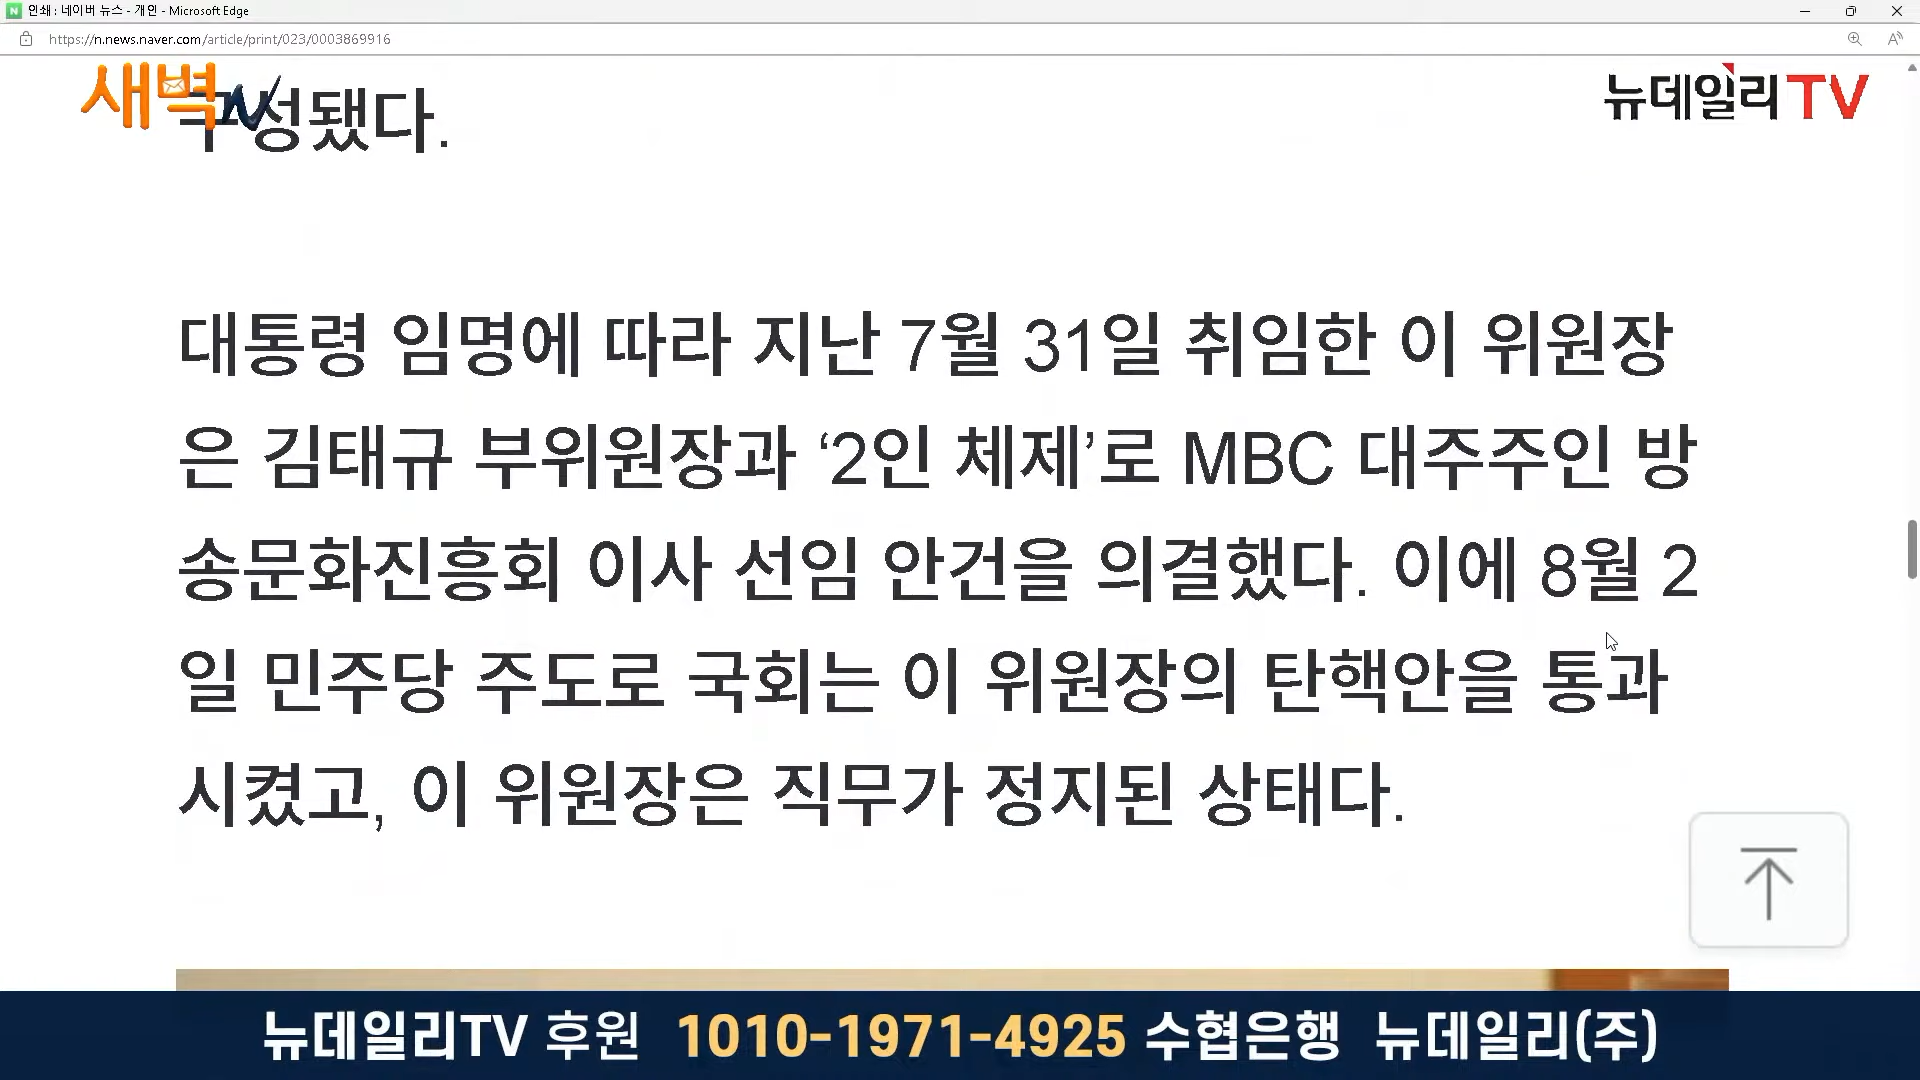 인쇄 : 네이버 뉴스 - 개인 - Microsoft Edge
https://n.news.naver.com/article/print/023/0003869916
새벽N
뉴데일리TV
구성됐다.
대통령 임명에 따라 지난 7월 31일 취임한 이 위원장
은 김태규 부위원장과 ‘2인 체제’로 MBC 대주주인 방
송문화진흥회 이사 선임 안건을 의결했다. 이에 8월 2
일 민주당 주도로 국회는 이 위원장의 탄핵안을 통과
시켰고, 이 위원장은 직무가 정지된 상태다.
뉴데일리TV 후원 1010-1971-4925 수협은행 뉴데일리(주)